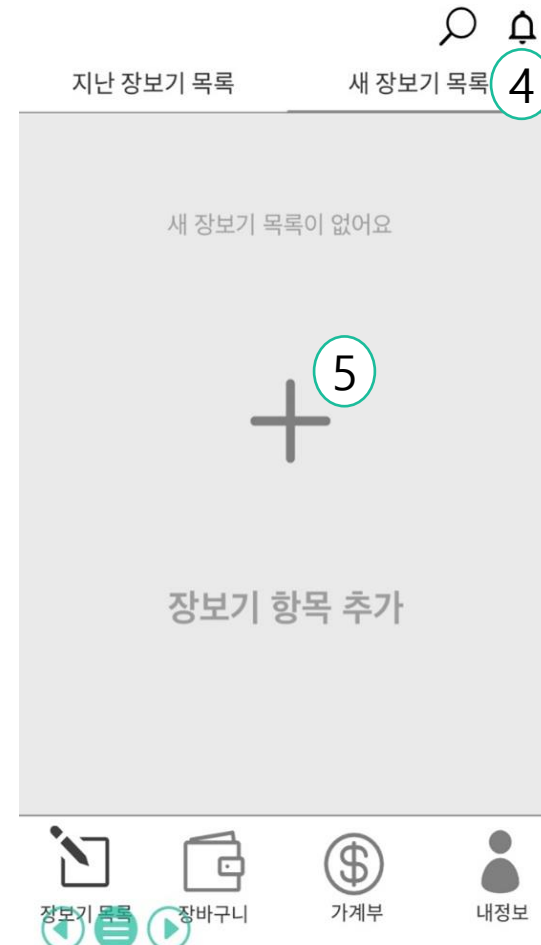 지난 장보기 목록
새 장보기 목록
4
새 장보기 목록이 없어요
5
장보기 항목 추가
장보기 목록
장바구니
가계부
내정보